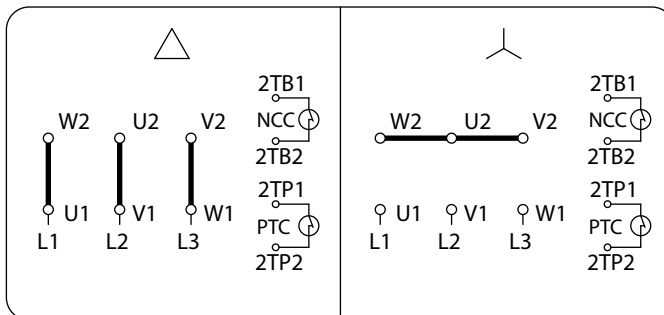 2TB1
W2 U2 V2 NCC
2TB2
2TP1
U1 V1 W1 PTC
L1 L2 L3
2TP2
2TB1
W2 U2 V2 NCC
2TB2
2TP1
U1 V1 W1 PTC
L1 L2 L3
2TP2